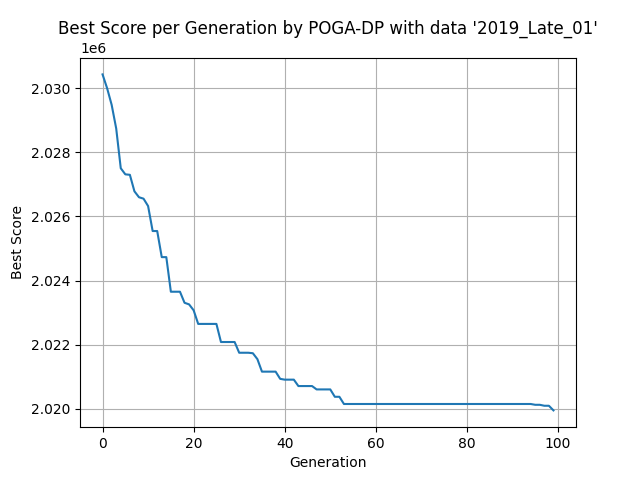 Best Score per Generation by POGA-DP with data '2019_Late_01'
1e6
2.030
2.028
2.026
2.024
2.022
2.020
Best Score
0 20 40 60 80 100
Generation